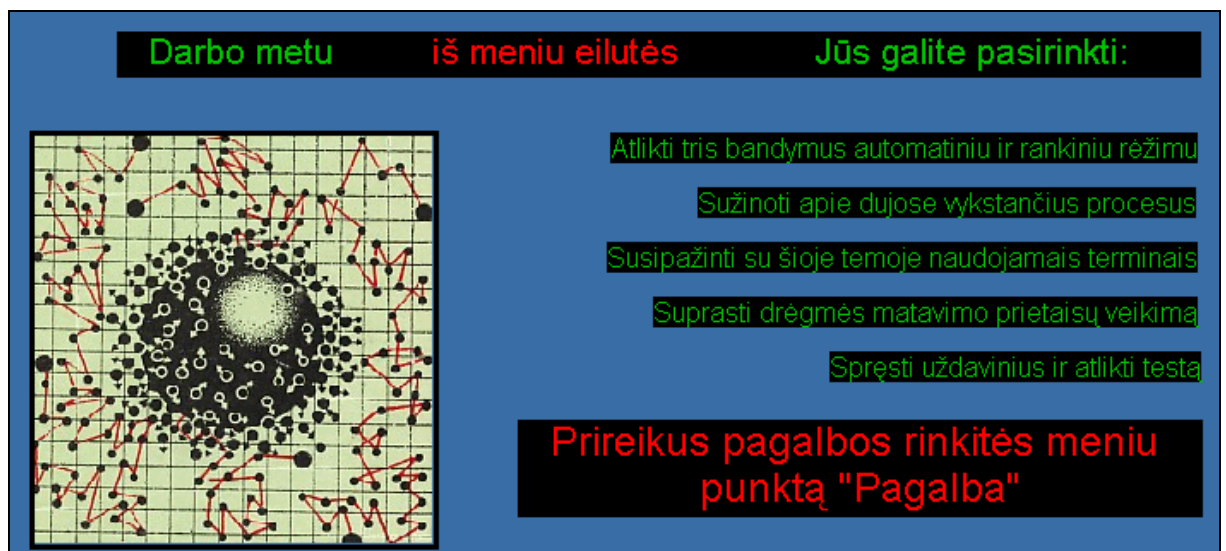 Darbo metu iš meniu eilutės Jūs galite pasirinkti:
Atlikti tris bandymus automatiniu ir rankiniu rėžimu
Sužinoti apie dujose vykstančius procesus
Susipažinti su šioje temoje naudojamais terminais
Suprasti drėgmės matavimo prietaisų veikimą
Spręsti uždavinius ir atlikti testą
Prireikus pagalbos rinkitės meniu
punktą "Pagalba"